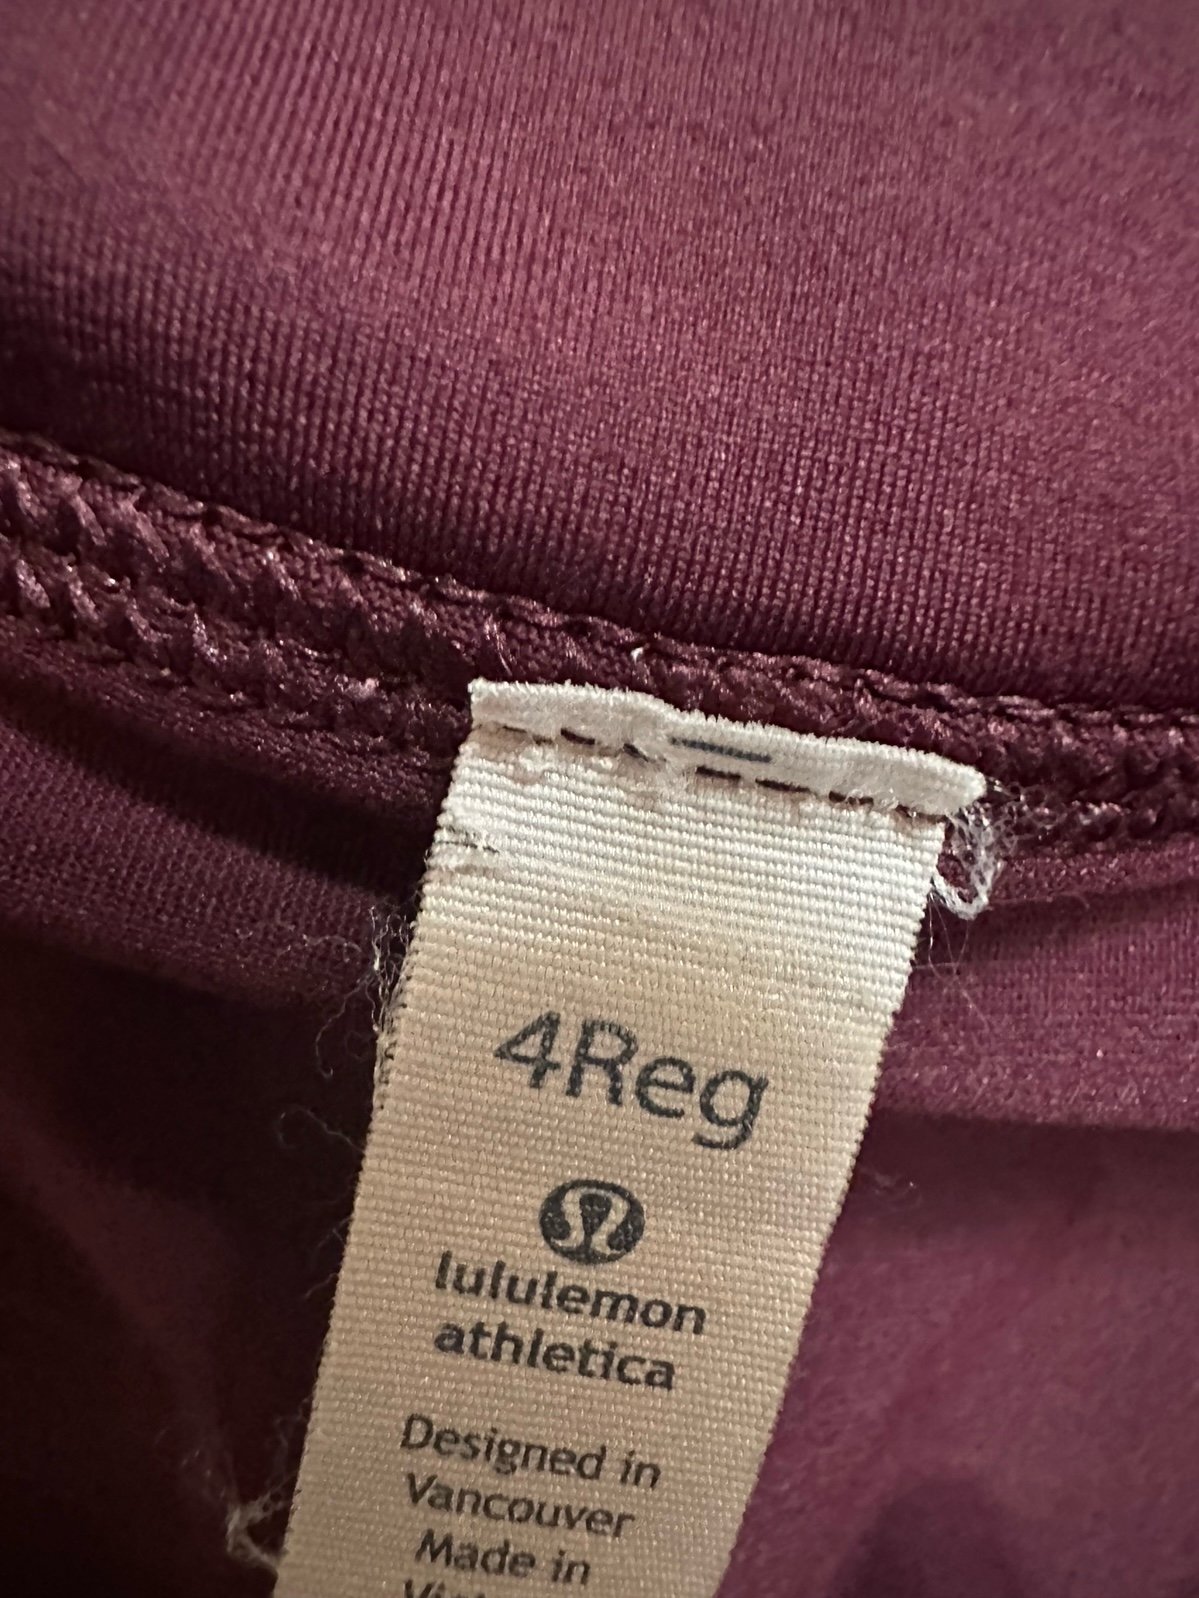 4Reg
lululemon
athletica
Designed in
Vancouver
Made in